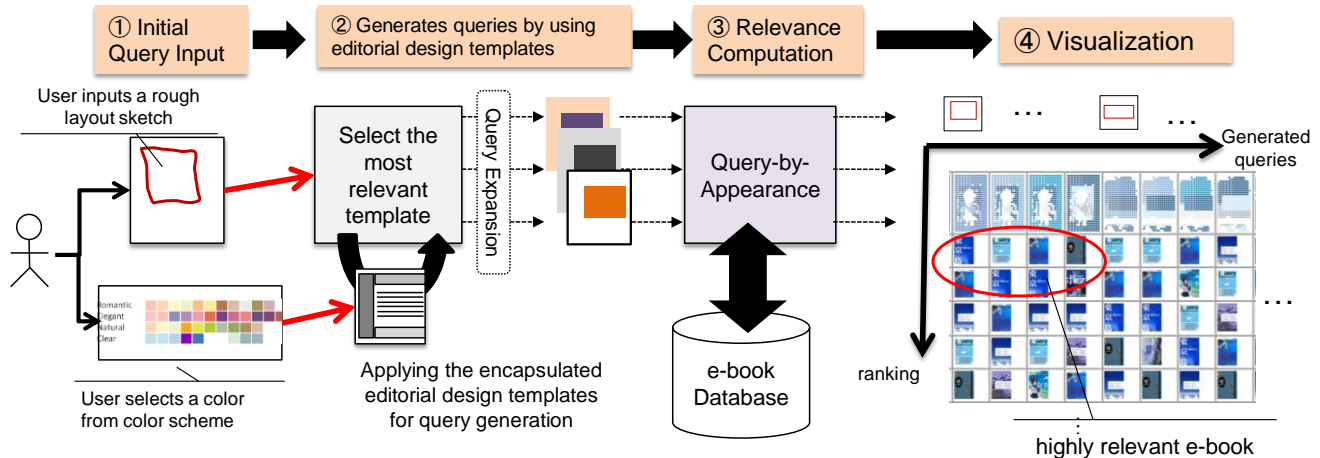 ① Initial
Query Input
② Generates queries by using
editorial design templates
③ Relevance
Computation
④ Visualization
User inputs a rough
layout sketch
Select the
most
relevant
template
Query Expansion
Query-by-
Appearance
...
...
Generated
queries
Romantic
Elegant
Natural
Clear
User selects a color
from color scheme
Applying the encapsulated
editorial design templates
for query generation
e-book
Database
ranking
...
highly relevant e-book